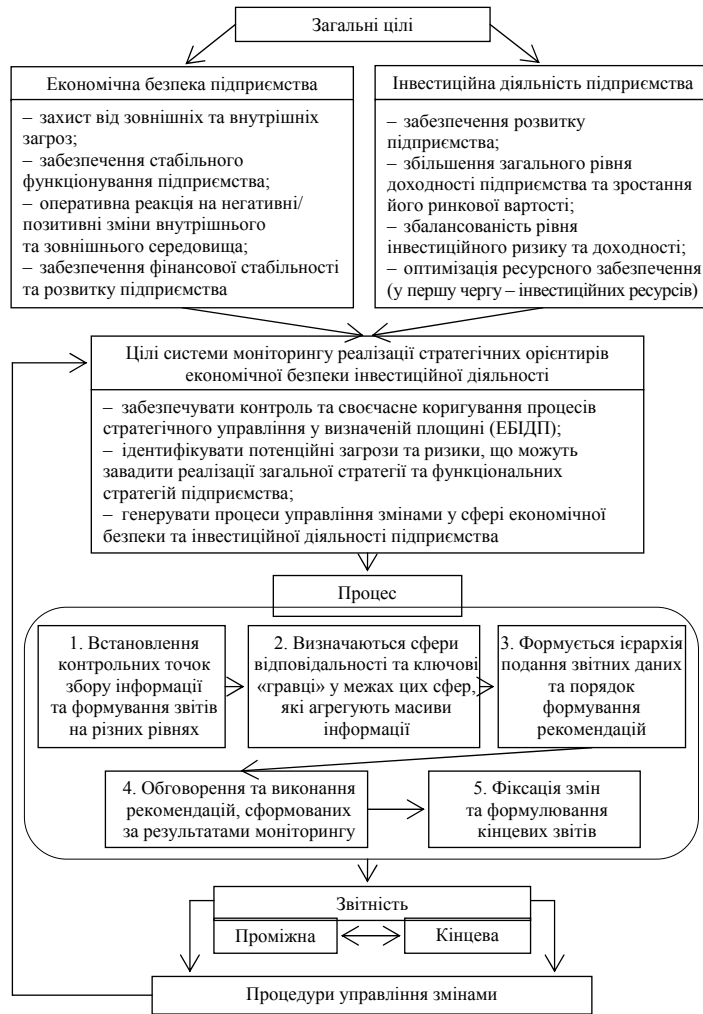 Загальні цілі
Економічна безпека підприємства
– захист від зовнішніх та внутрішніх
загроз;
– забезпечення стабільного
функціонування підприємства;
– оперативна реакція на негативні/
позитивні зміни внутрішнього
та зовнішнього середовища;
– забезпечення фінансової стабільності
та розвитку підприємства
Інвестиційна діяльність підприємства
– забезпечення розвитку
підприємства;
– збільшення загального рівня
доходності підприємства та зростання
його ринкової вартості;
– збалансованість рівня
інвестиційного ризику та доходності;
– оптимізація ресурсного забезпечення
(у першу чергу – інвестиційних ресурсів)
Цілі системи моніторингу реалізації стратегічних орієнтирів
економічної безпеки інвестиційної діяльності
– забезпечувати контроль та своєчасне коригування процесів
стратегічного управління у визначеній площині (ЕБІДП);
– ідентифікувати потенційні загрози та ризики, що можуть
завадити реалізації загальної стратегії та функціональних
стратегій підприємства;
– генерувати процеси управління змінами у сфері економічної
безпеки та інвестиційної діяльності підприємства
Процес
1. Встановлення
контрольних точок
збору інформації
та формування звітів
на різних рівнях
2. Визначаються сфери
відповідальності та ключові
«гравці» у межах цих сфер,
які агрегують масиви
інформації
3. Формується ієрархія
подання звітних даних
та порядок
формування
рекомендацій
4. Обговорення та виконання
рекомендацій, сформованих
за результатами моніторингу
5. Фіксація змін
та формулювання
кінцевих звітів
Звітність
Проміжна
Кінцева
Процедури управління змінами